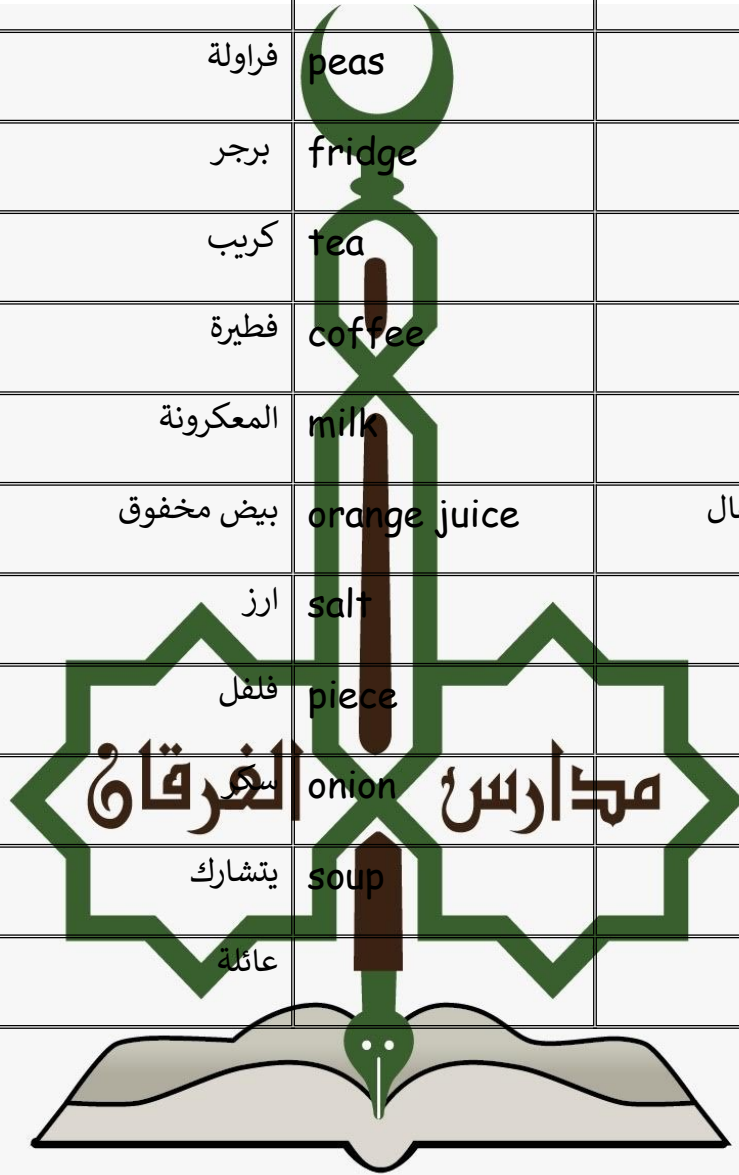 فراولة peas
برجر fridge
كريب tea
فطيرة coffee
المعكرونة milk
بيض مخفوق orange juice
ارز salt
فلفل piece
سكر onion
مدارس الفرقان
يتشارك soup
عائلة